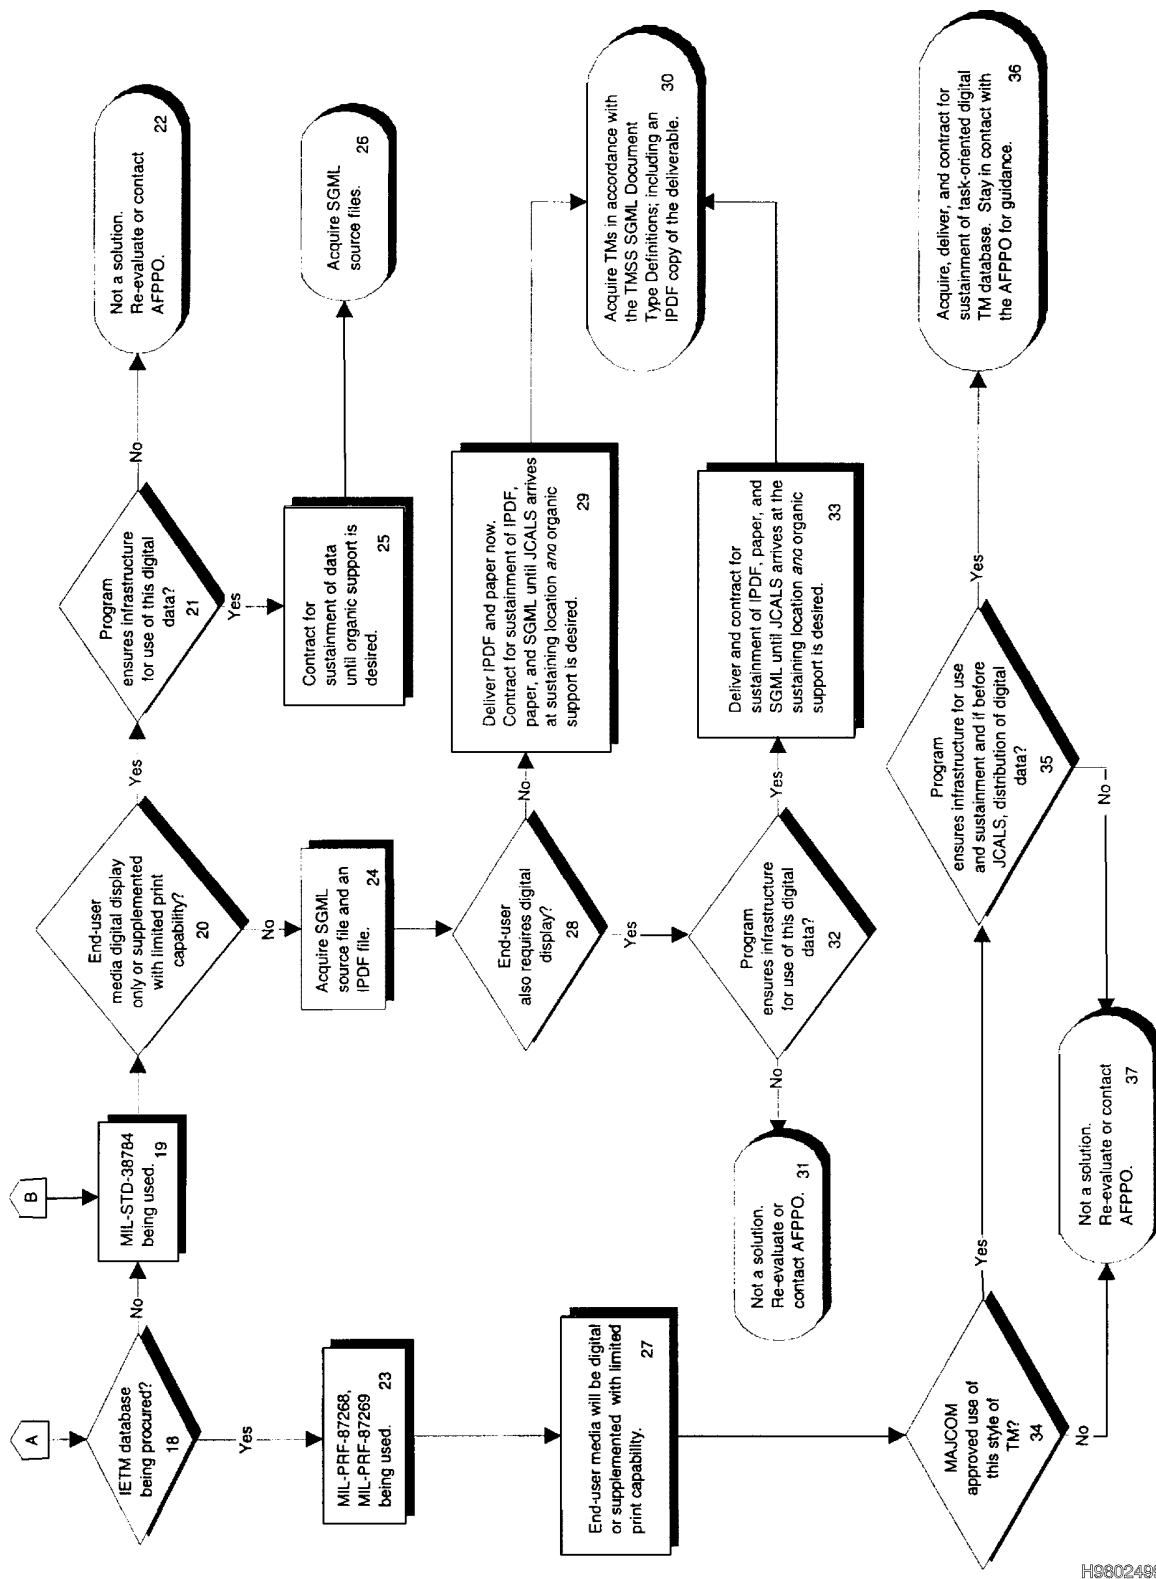 A
IETM database
being procured?
18
No
Yes
B
MIL-STD-38784
being used. 19
End-user
media digital display
only or supplemented
with limited print
capability?
20
Yes
No
Program
ensures infrastructure
for use of this digital
data?
21
No
Yes
Not a solution.
Re-evaluate or contact
AFPPO. 22
MIL-PRF-87268,
MIL-PRF-87269
being used. 23
Acquire SGML
source file and an
IPDF file. 24
Contract for
sustainment of data
until organic support is
desired. 25
Acquire SGML
source files. 26
End-user media will be digital
or supplemented with limited
print capability. 27
End-user
also requires digital
display?
28
No
Yes
Deliver IPDF and paper now.
Contract for sustainment of IPDF,
paper, and SGML until JCALS arrives
at sustaining location and organic
support is desired. 29
Acquire TMs in accordance with
the TMSS SGML Document
Type Definitions; including an
IPDF copy of the deliverable.
30
Not a solution.
Re-evaluate or
contact AFPPO. 31
No
Program
ensures infrastructure
for use of this digital
data?
32
Yes
Deliver and contract for
sustainment of IPDF, paper, and
SGML until JCALS arrives at the
sustaining location and organic
support is desired. 33
MAJCOM
approved use of
this style of
TM?
34
Yes
No
Program
ensures infrastructure for use
and sustainment and if before
JCALS, distribution of digital
data?
35
Yes
No
Acquire, deliver, and contract for
sustainment of task-oriented digital
TM database. Stay in contact with
the AFPPO for guidance. 36
Not a solution.
Re-evaluate or contact
AFPPO. 37